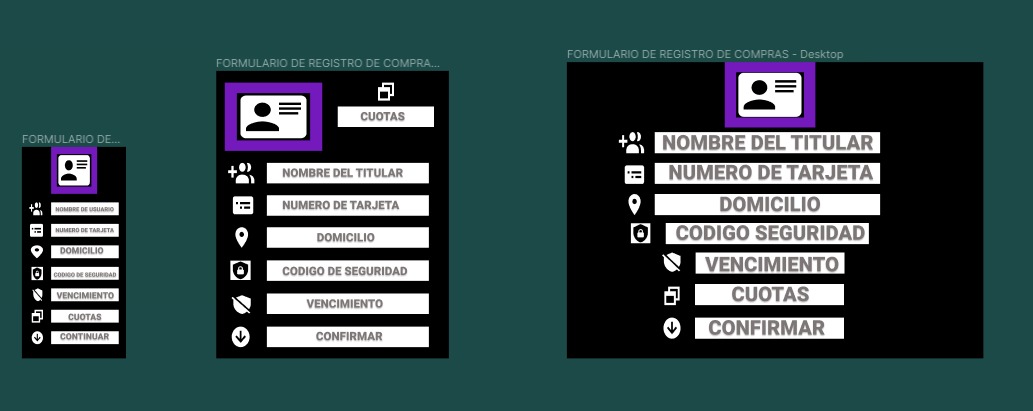 FORMULARIO DE...
NOMBRE DE USUARIO
NUMERO DE TARJETA
DOMICILIO
CODIGO DE SEGURIDAD
VENCIMIENTO
CUOTAS
CONTINUAR
FORMULARIO DE REGISTRO DE COMPRA...
CUOTAS
NOMBRE DEL TITULAR
NUMERO DE TARJETA
DOMICILIO
CODIGO DE SEGURIDAD
VENCIMIENTO
CONFIRMAR
FORMULARIO DE REGISTRO DE COMPRAS - Desktop
NOMBRE DEL TITULAR
NUMERO DE TARJETA
DOMICILIO
CODIGO SEGURIDAD
VENCIMIENTO
CUOTAS
CONFIRMAR